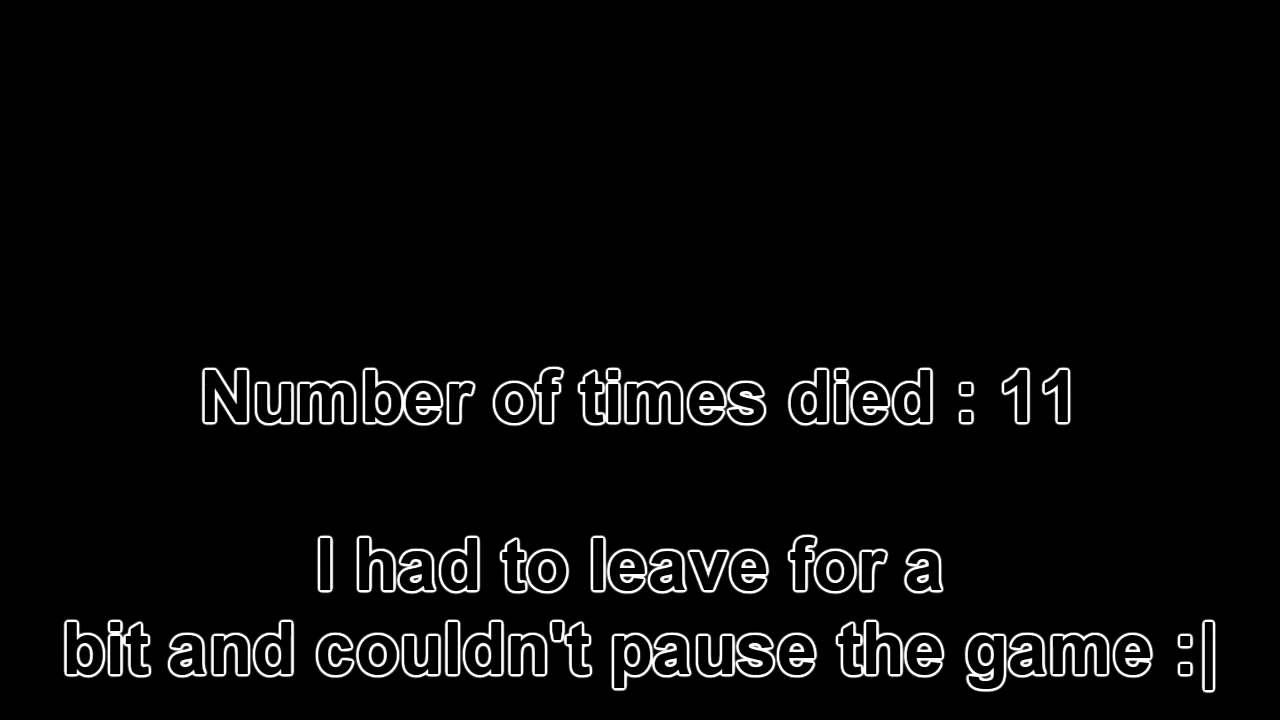 Number of times died : 11
I had to leave for a
bit and couldn't pause the game :|